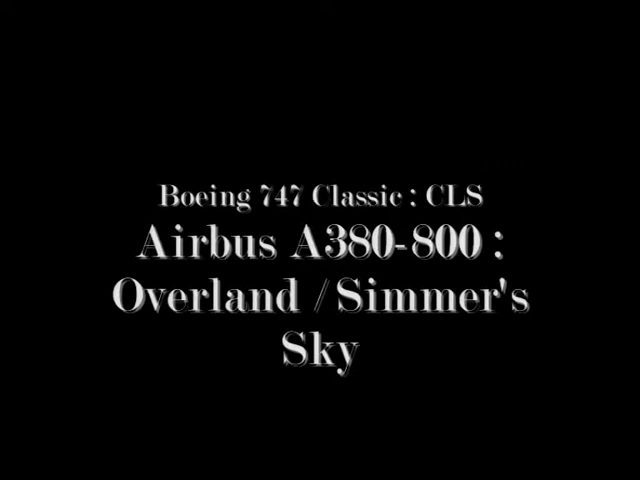 Boeing 747 Classic : CLS
Airbus A380-800 :
Overland / Simmer's
Sky